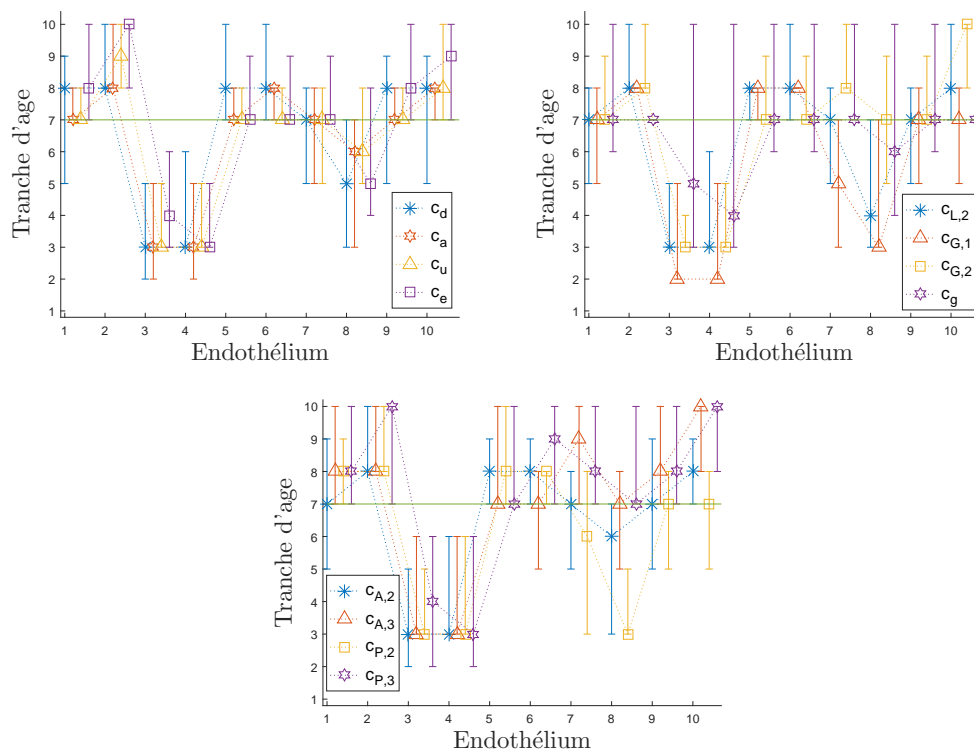 10
9
8
7
6
5
4
3
2
1
Tranche d'age
c_d
c_a
c_u
c_e
1 2 3 4 5 6 7 8 9 10
Endothélium
10
9
8
7
6
5
4
3
2
1
Tranche d'age
c_L,2
c_G,1
c_G,2
c_g
1 2 3 4 5 6 7 8 9 10
Endothélium
10
9
8
7
6
5
4
3
2
1
Tranche d'age
c_A,2
c_A,3
c_P,2
c_P,3
1 2 3 4 5 6 7 8 9 10
Endothélium